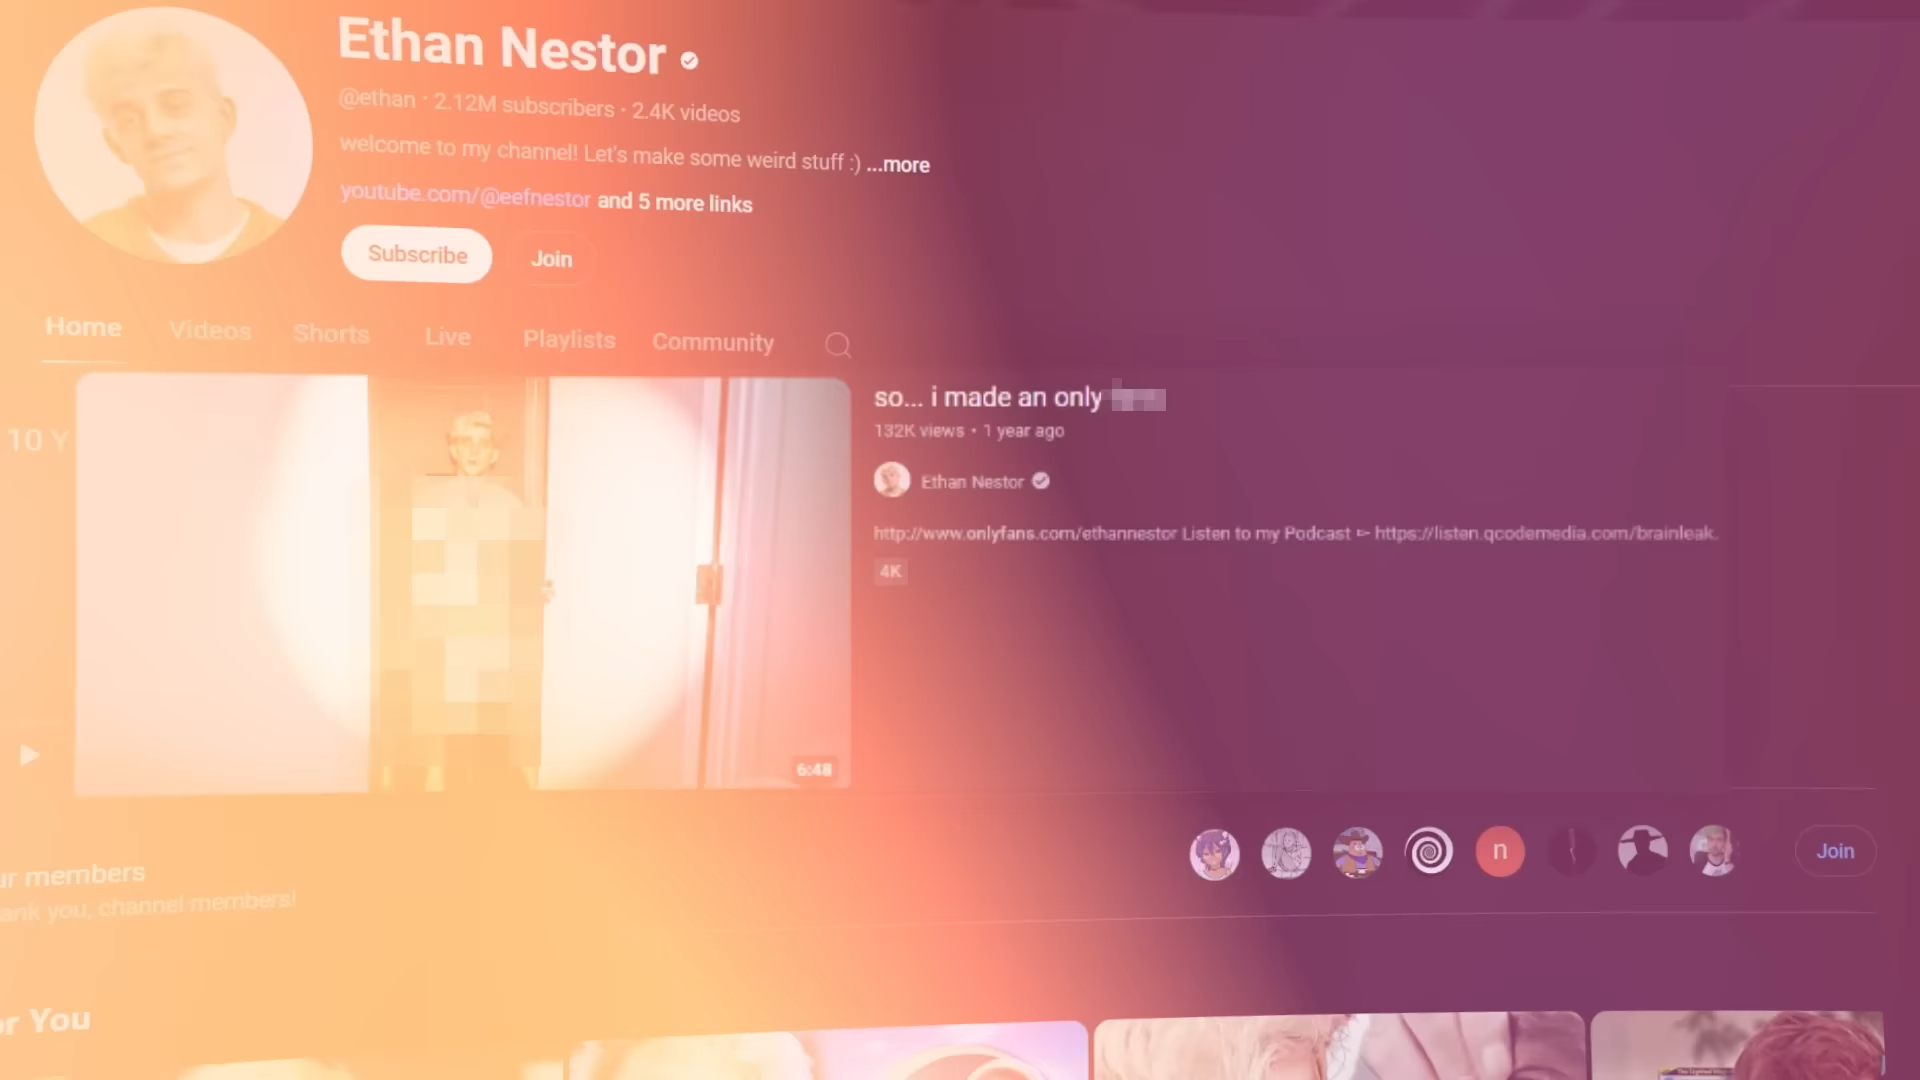 Ethan Nestor
@ethan · 2.12M subscribers · 2.4K videos
welcome to my channel! Let's make some weird stuff :) ...more
youtube.com/@eefnestor and 5 more links
Subscribe Join
Home Videos Shorts Live Playlists Community
so... i made an only
132K views • 1 year ago
10 Y
Ethan Nestor
http://www.onlyfans.com/ethannestor Listen to my Podcast ⌲ https://listen.qcodemedia.com/brainleak.
4K
6:48
n
Join
ur members
ank you, channel members!
or You